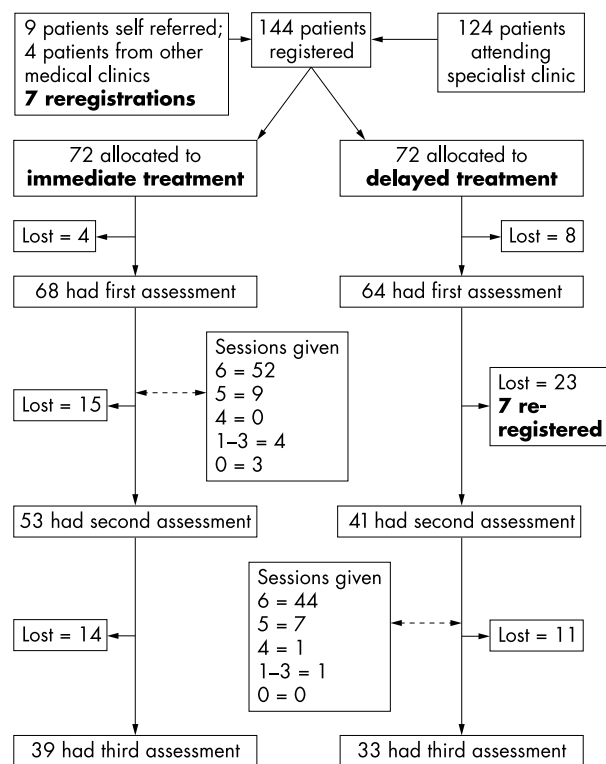 9 patients self referred;
4 patients from other
medical clinics
7 reregistrations
144 patients
registered
124 patients
attending
specialist clinic
72 allocated to
immediate treatment
72 allocated to
delayed treatment
Lost = 4
Lost = 8
68 had first assessment
64 had first assessment
Sessions given
6 = 52
5 = 9
4 = 0
1–3 = 4
0 = 3
Lost = 15
Lost = 23
7 re-
registered
53 had second assessment
41 had second assessment
Sessions given
6 = 44
5 = 7
4 = 1
1–3 = 1
0 = 0
Lost = 14
Lost = 11
39 had third assessment
33 had third assessment